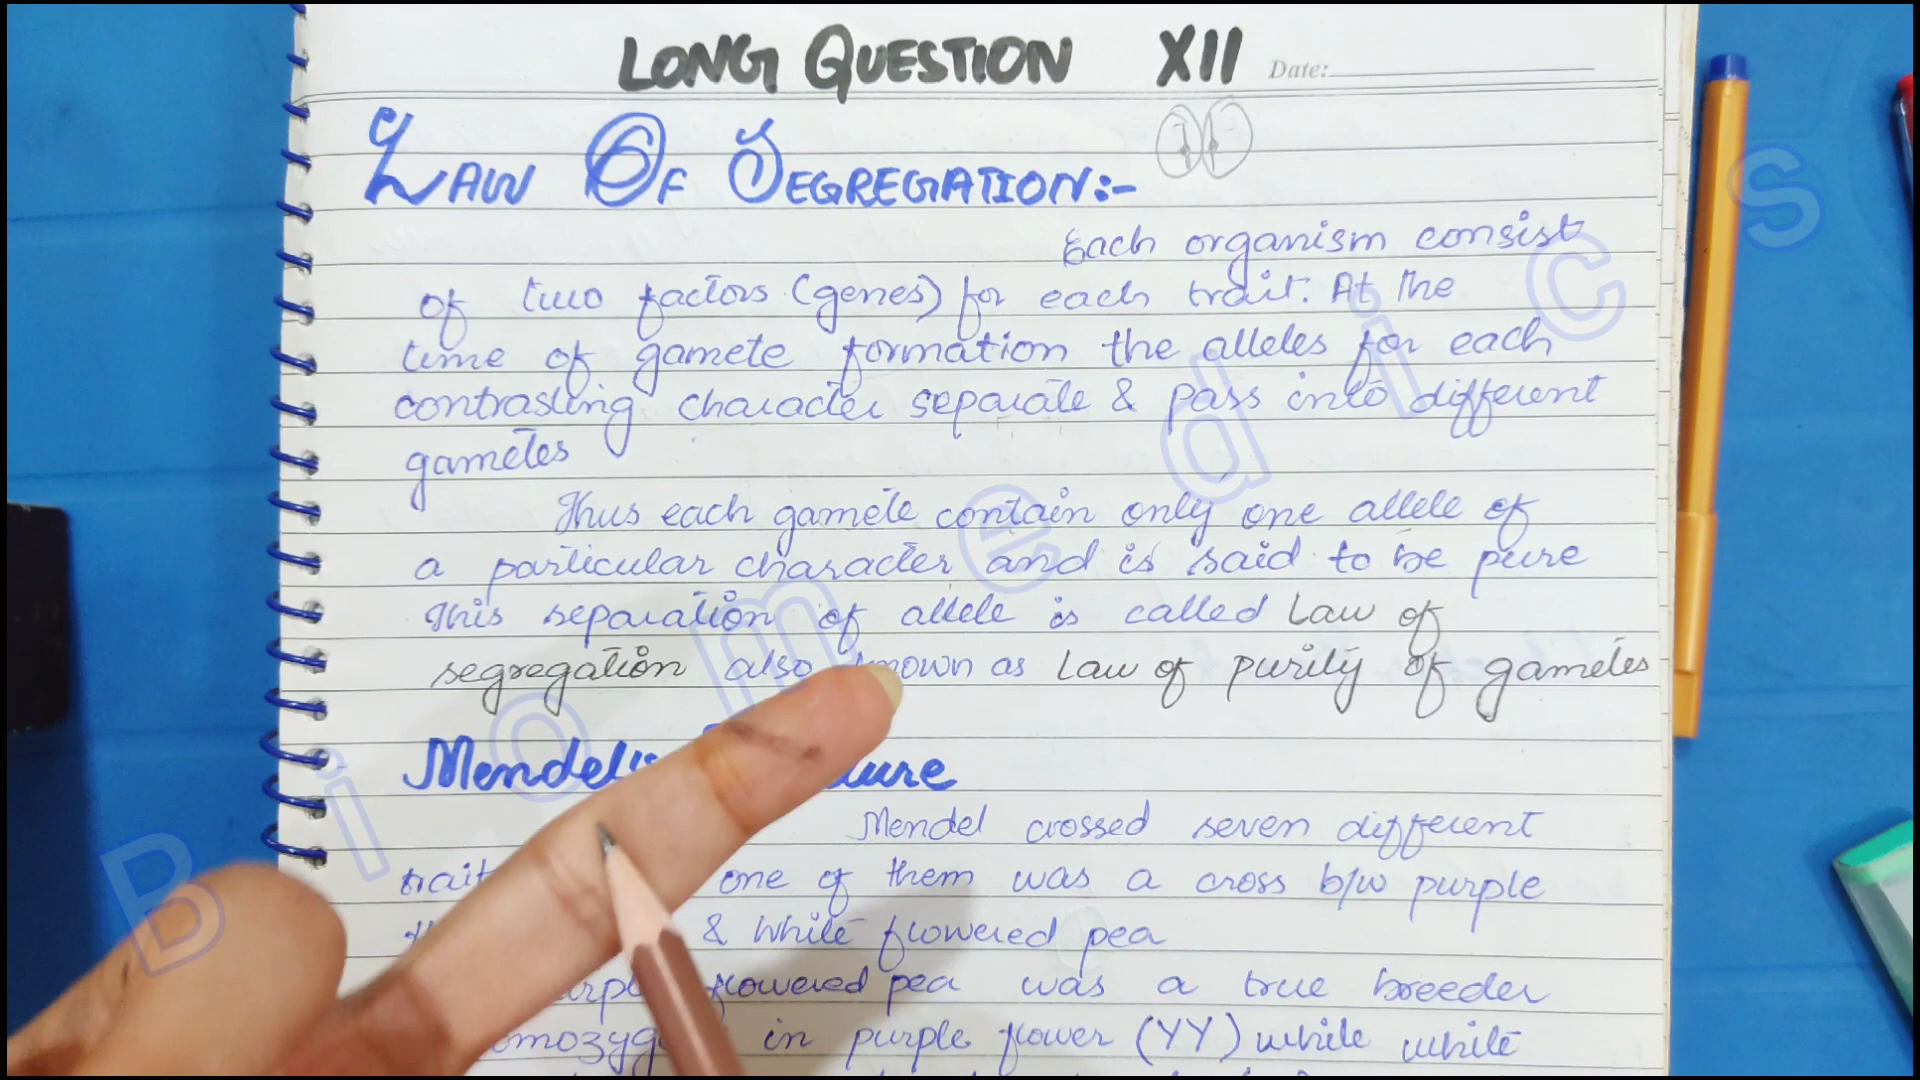 LONG QUESTION XII Date:
LAW OF SEGREGATION:-
Each organism consist
of two factors (genes) for each trait. At the
time of gamete formation the alleles for each
contrasting character separate & pass into different
gametes
Thus each gamete contain only one allele of
a particular character and is said to be pure
This separation of allele is called Law of
segregation also known as Law of purity of gametes
Mendel's
Mendel crossed seven different
trait one of them was a cross b/w purple
& white flowered pea
flowered pea was a true breeder
in purple flower (YY) while white
Biomedics